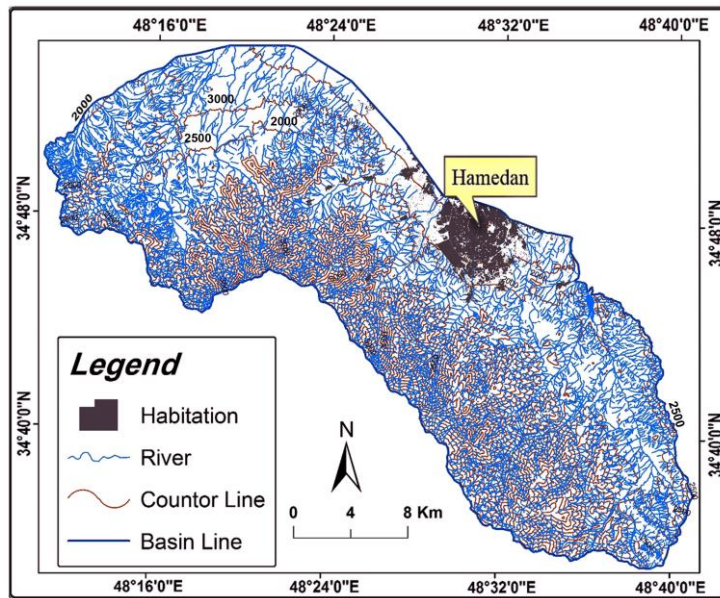 48°16'0"E 48°24'0"E 48°32'0"E 48°40'0"E
2000
3000
2500
2000
Hamedan
34°48'0"N
34°48'0"N
34°40'0"N
34°40'0"N
2500
Legend
Habitation
River
Countor Line
Basin Line
N
0 4 8 Km
48°16'0"E 48°24'0"E 48°32'0"E 48°40'0"E